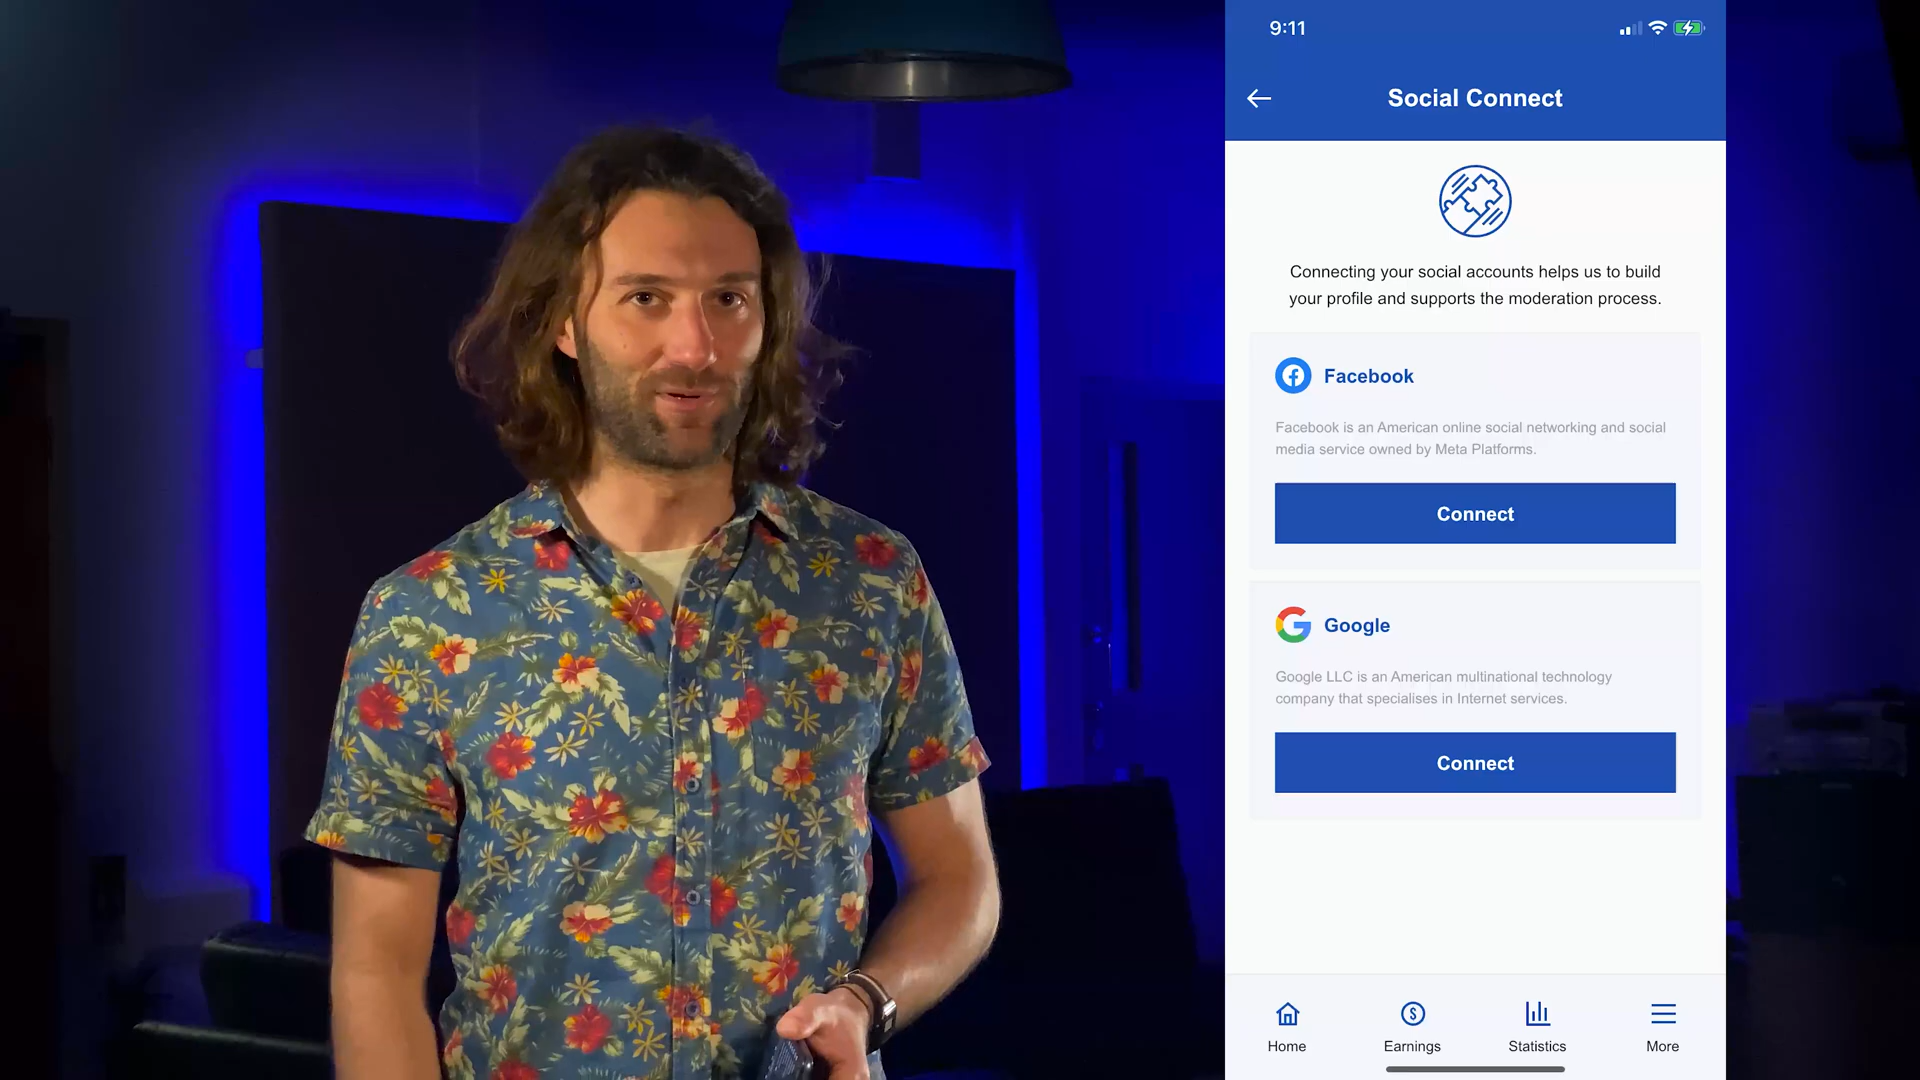 9:11
Social Connect
Connecting your social accounts helps us to build
your profile and supports the moderation process.
Facebook
Facebook is an American online social networking and social
media service owned by Meta Platforms.
Connect
Google
Google LLC is an American multinational technology
company that specialises in Internet services.
Connect
Home
Earnings
Statistics
More